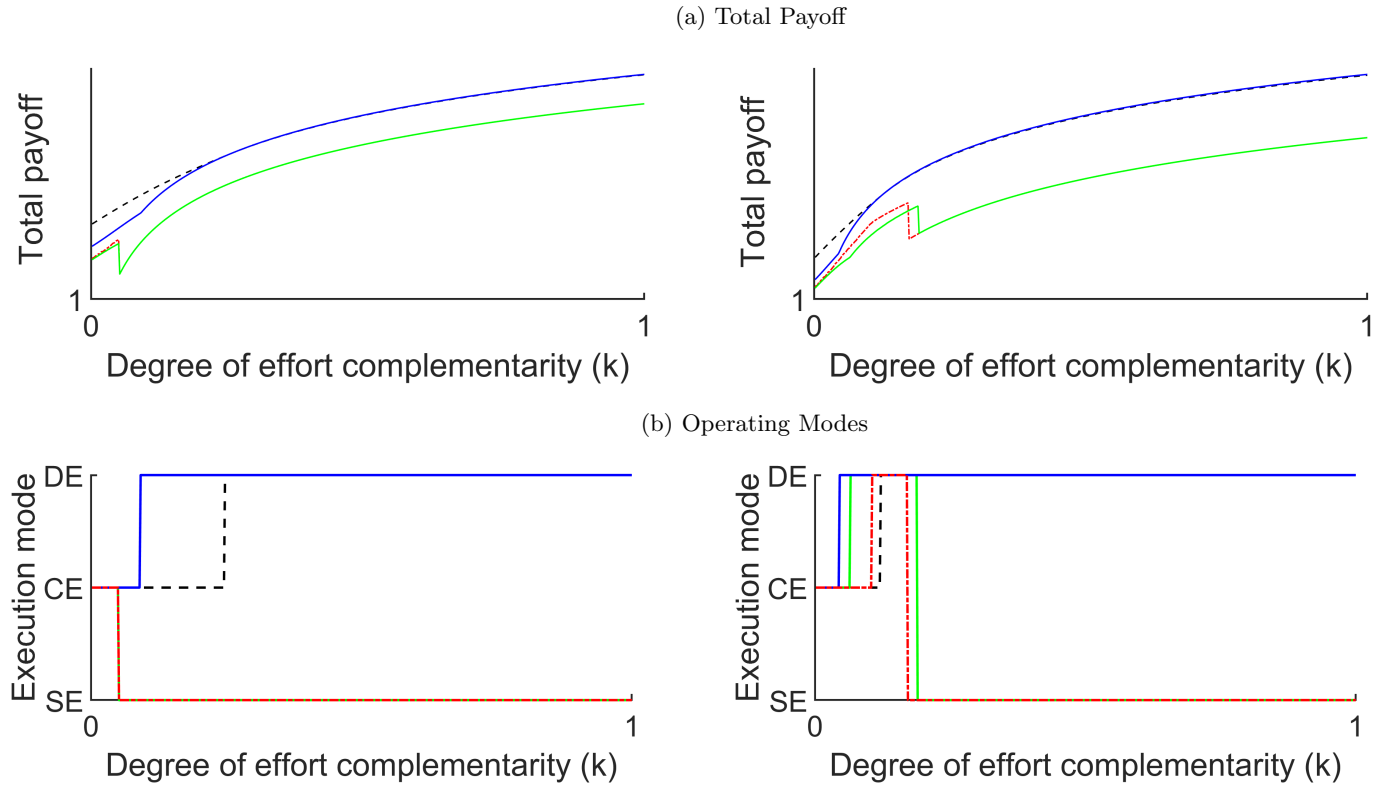 (a) Total Payoff
Total payoff
1
0
1
Degree of effort complementarity (k)
Total payoff
1
0
1
Degree of effort complementarity (k)
(b) Operating Modes
Execution mode
DE
CE
SE
0
1
Degree of effort complementarity (k)
Execution mode
DE
CE
SE
0
1
Degree of effort complementarity (k)